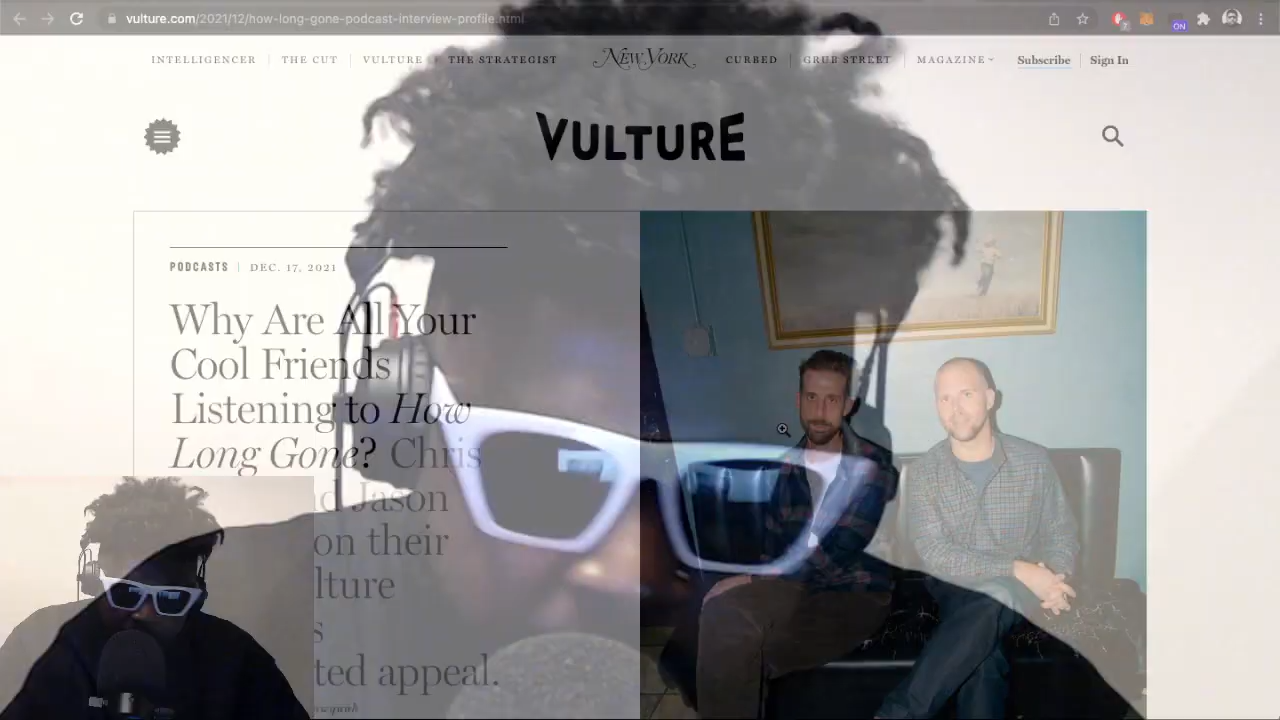 vulture.com/2021/12/how-long-gone-podcast-interview-profile.html
ON
INTELLIGENCER THE CUT VULTURE THE STRATEGIST NEW YORK CURBED GRUB STREET MAGAZINE Subscribe Sign In
VULTURE
PODCASTS DEC. 17, 2021
Why Are All Your
Cool Friends
Listening to How
Long Gone? Chris
Jason
on their
ted appeal.